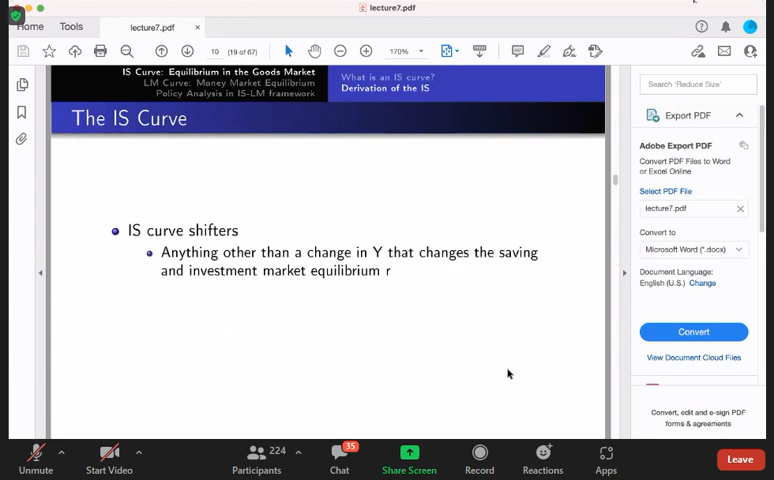 lecture7.pdf
Home Tools lecture7.pdf ×
10 (19 of 67) 170%
IS Curve: Equilibrium in the Goods Market
LM Curve: Money Market Equilibrium
Policy Analysis in IS-LM framework
What is an IS curve?
Derivation of the IS
The IS Curve
IS curve shifters
Anything other than a change in Y that changes the saving
and investment market equilibrium r
Search 'Reduce Size'
Export PDF
Adobe Export PDF
Convert PDF Files to Word
or Excel Online
Select PDF File
lecture7.pdf
Convert to
Microsoft Word (*.docx)
Document Language:
English (U.S.) Change
Convert
View Document Cloud Files
Convert, edit and e-sign PDF
forms & agreements
35
224
Unmute Start Video Participants Chat Share Screen Record Reactions Apps Leave